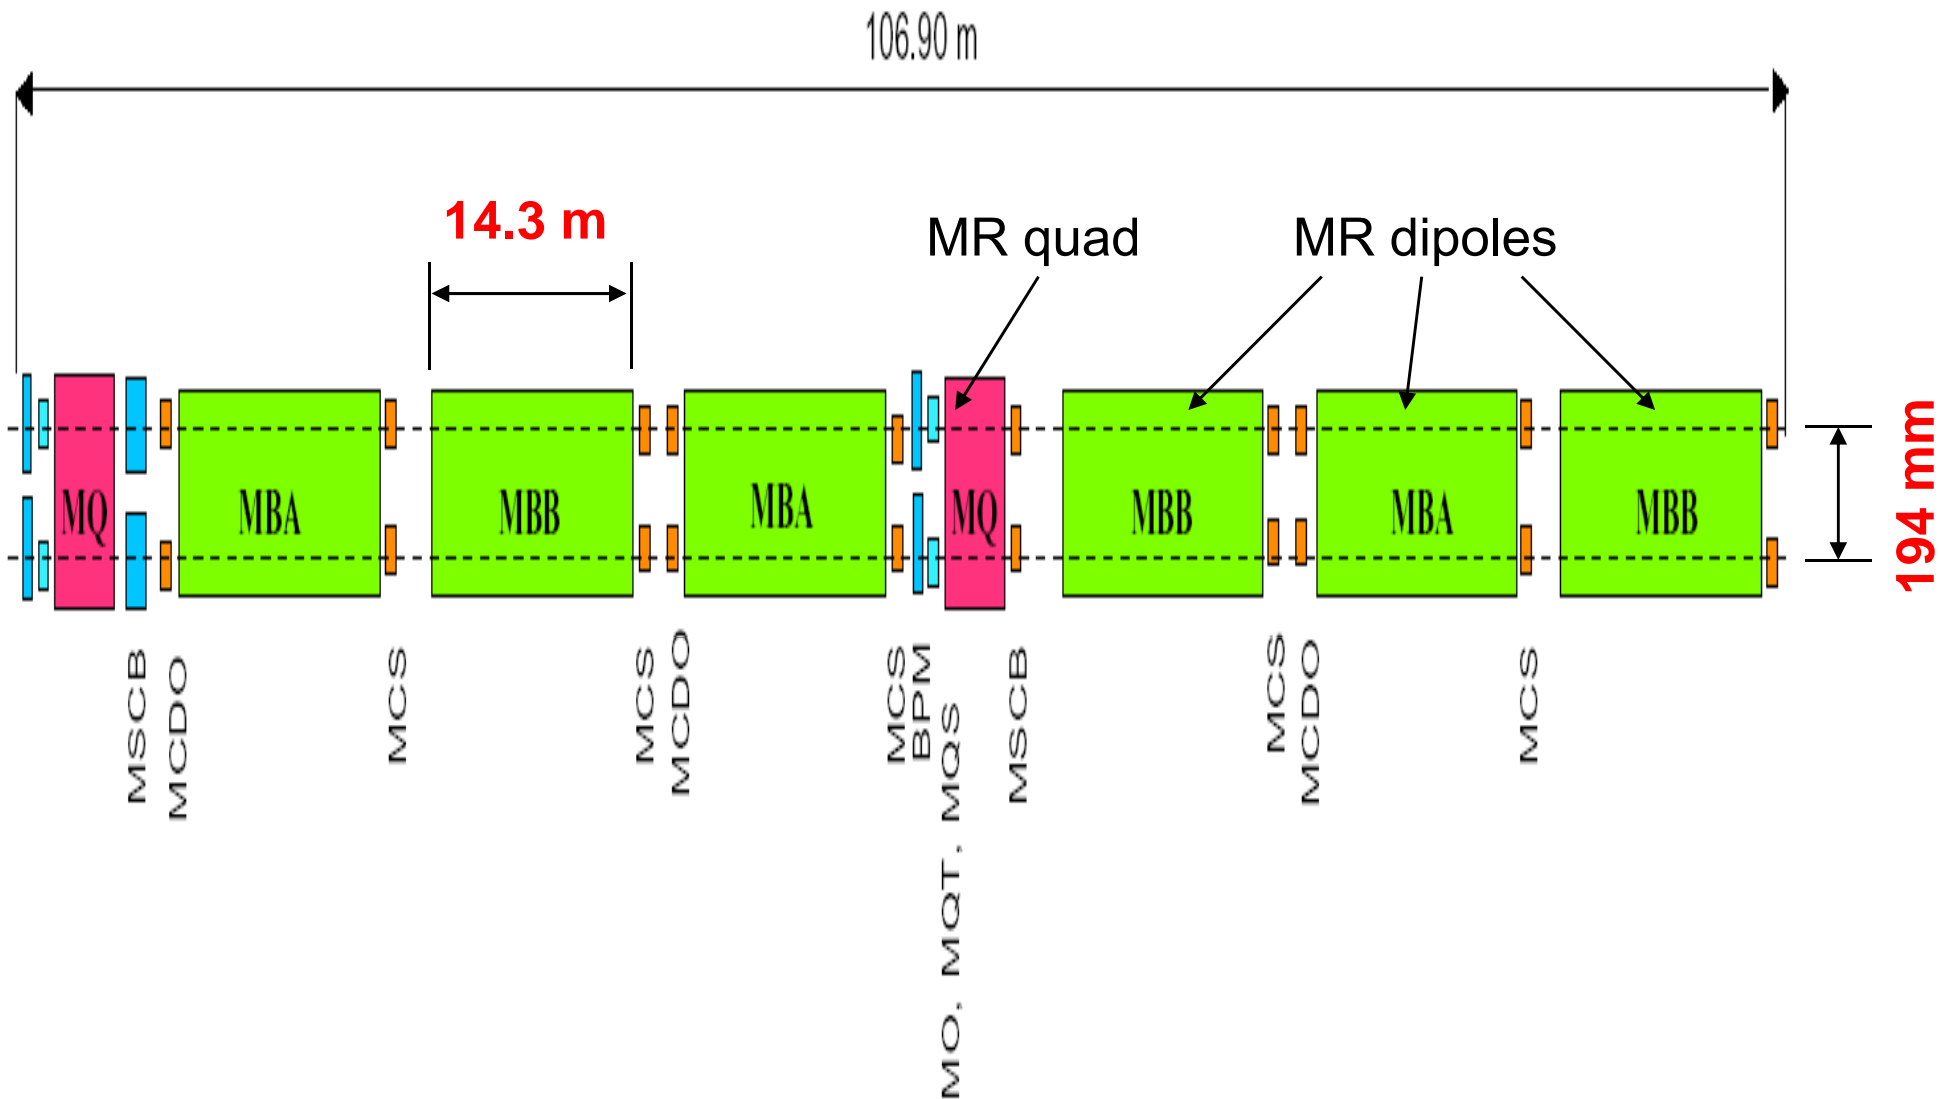 106.90 m
14.3 m
MR quad
MR dipoles
MQ
MBA
MBB
MBA
MQ
MBB
MBA
MBB
194 mm
MSCB
MCDO
MCS
MCS
MCDO
MCS
BPM
MO, MQT, MQS
MSCB
MCS
MCDO
MCS